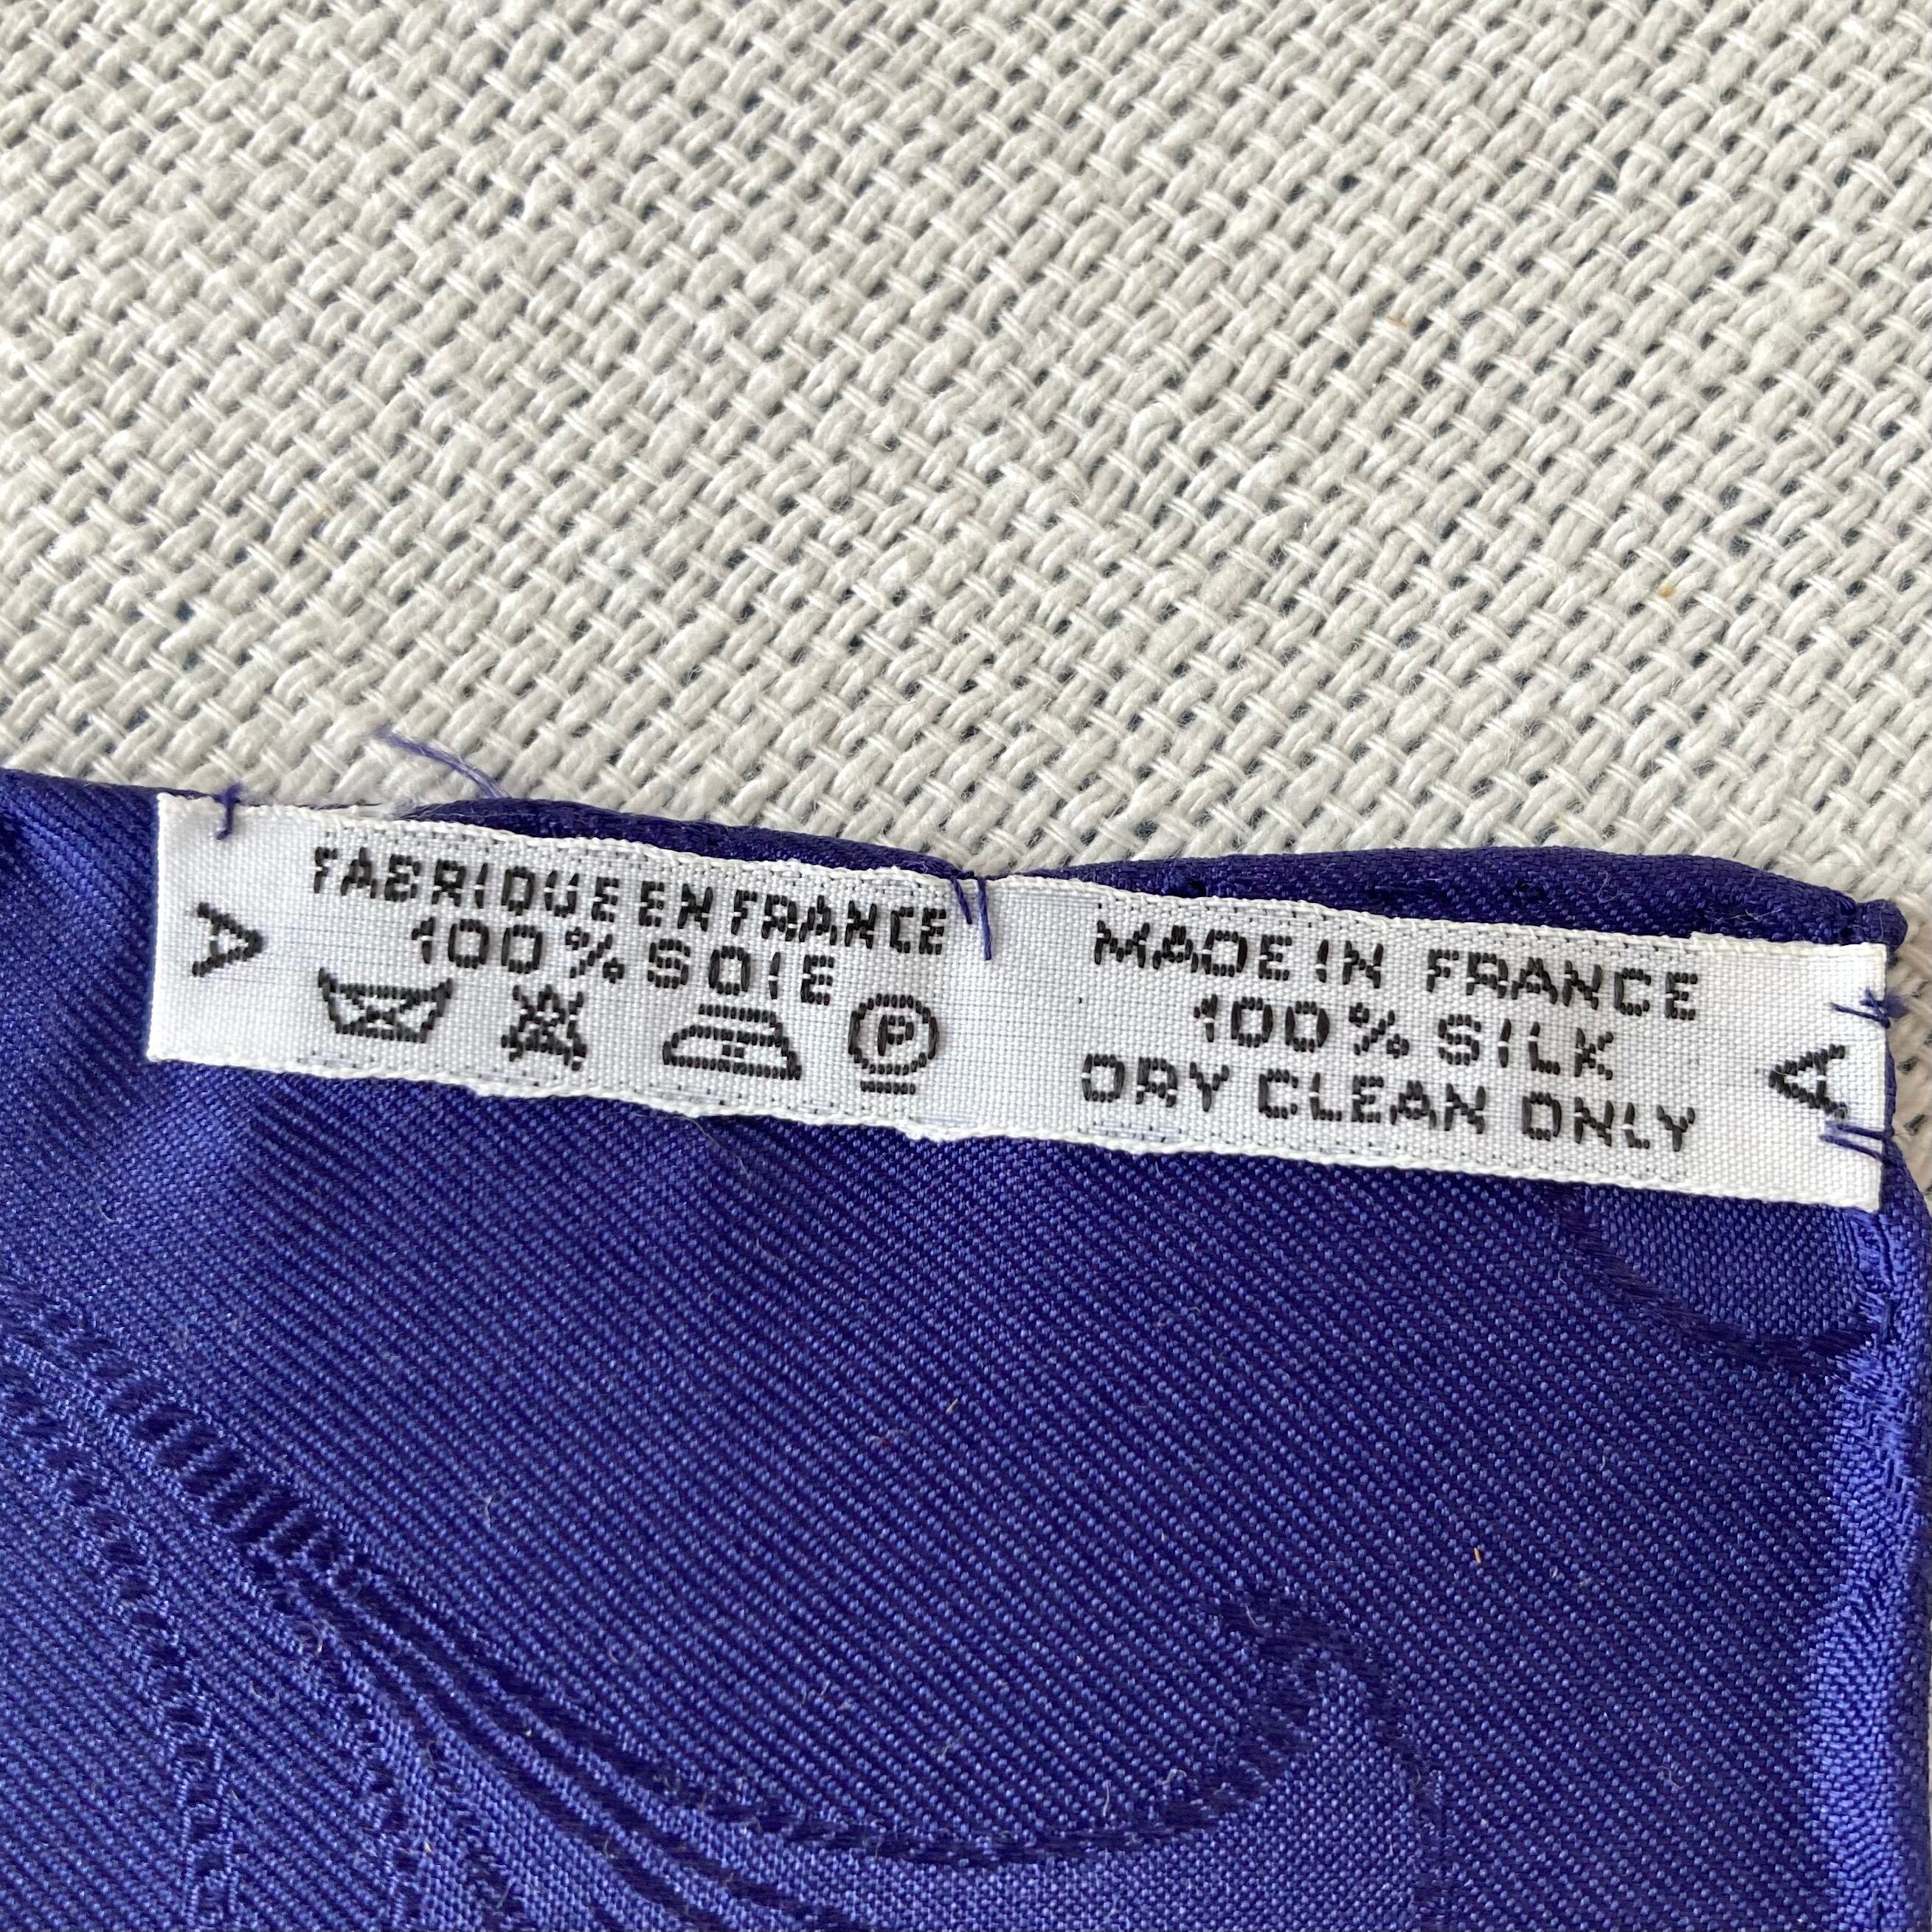 A
FABRIQUE EN FRANCE
100% SOIE
P
MADE IN FRANCE
100% SILK
DRY CLEAN ONLY
A